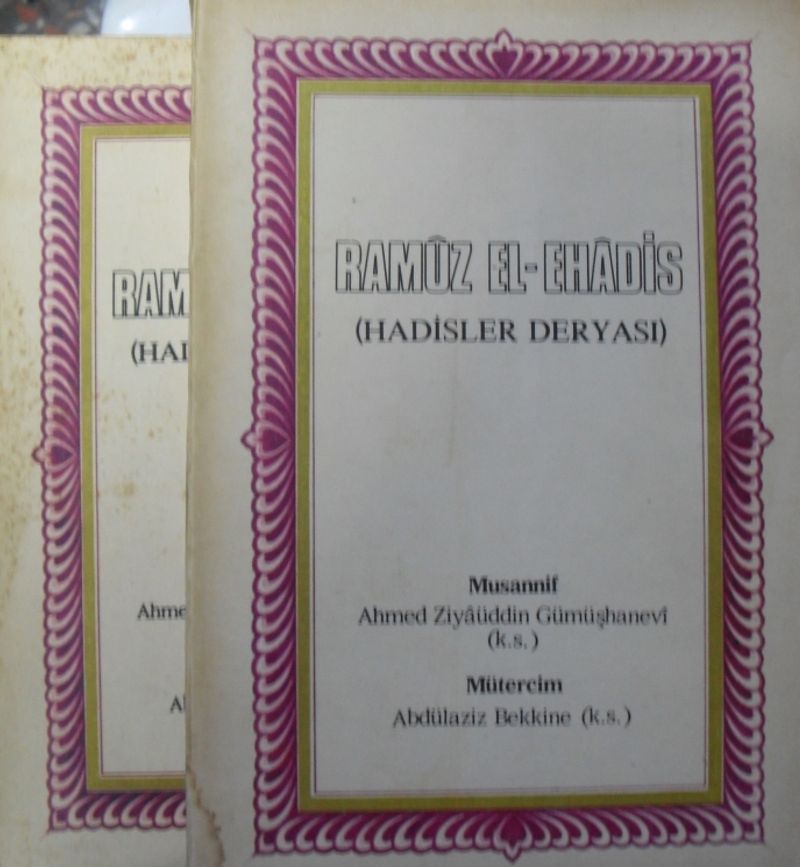 RAM
(HAD
Ahme
A
RAMÛZ EL-EHÂDİS
(HADİSLER DERYASI)
Musannif
Ahmed Ziyâüddin Gümüşhanevî
(k.s.)
Mütercim
Abdülaziz Bekkine (k.s.)